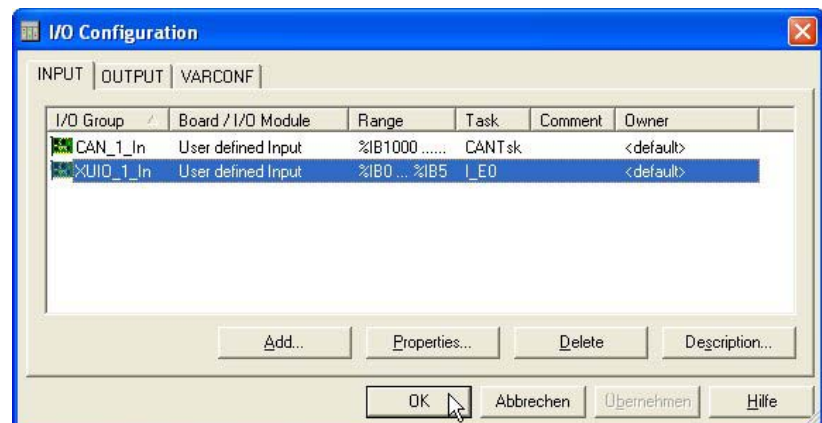 I/O Configuration
INPUT OUTPUT VARCONF
I/O Group Board / I/O Module Range Task Comment Owner
CAN_1_In User defined Input %IB1000 ...... CANTsk <default>
XUIO_1_In User defined Input %IB0 ... %IB5 I_E0 <default>
Add... Properties... Delete Description...
OK Abbrechen Übernehmen Hilfe